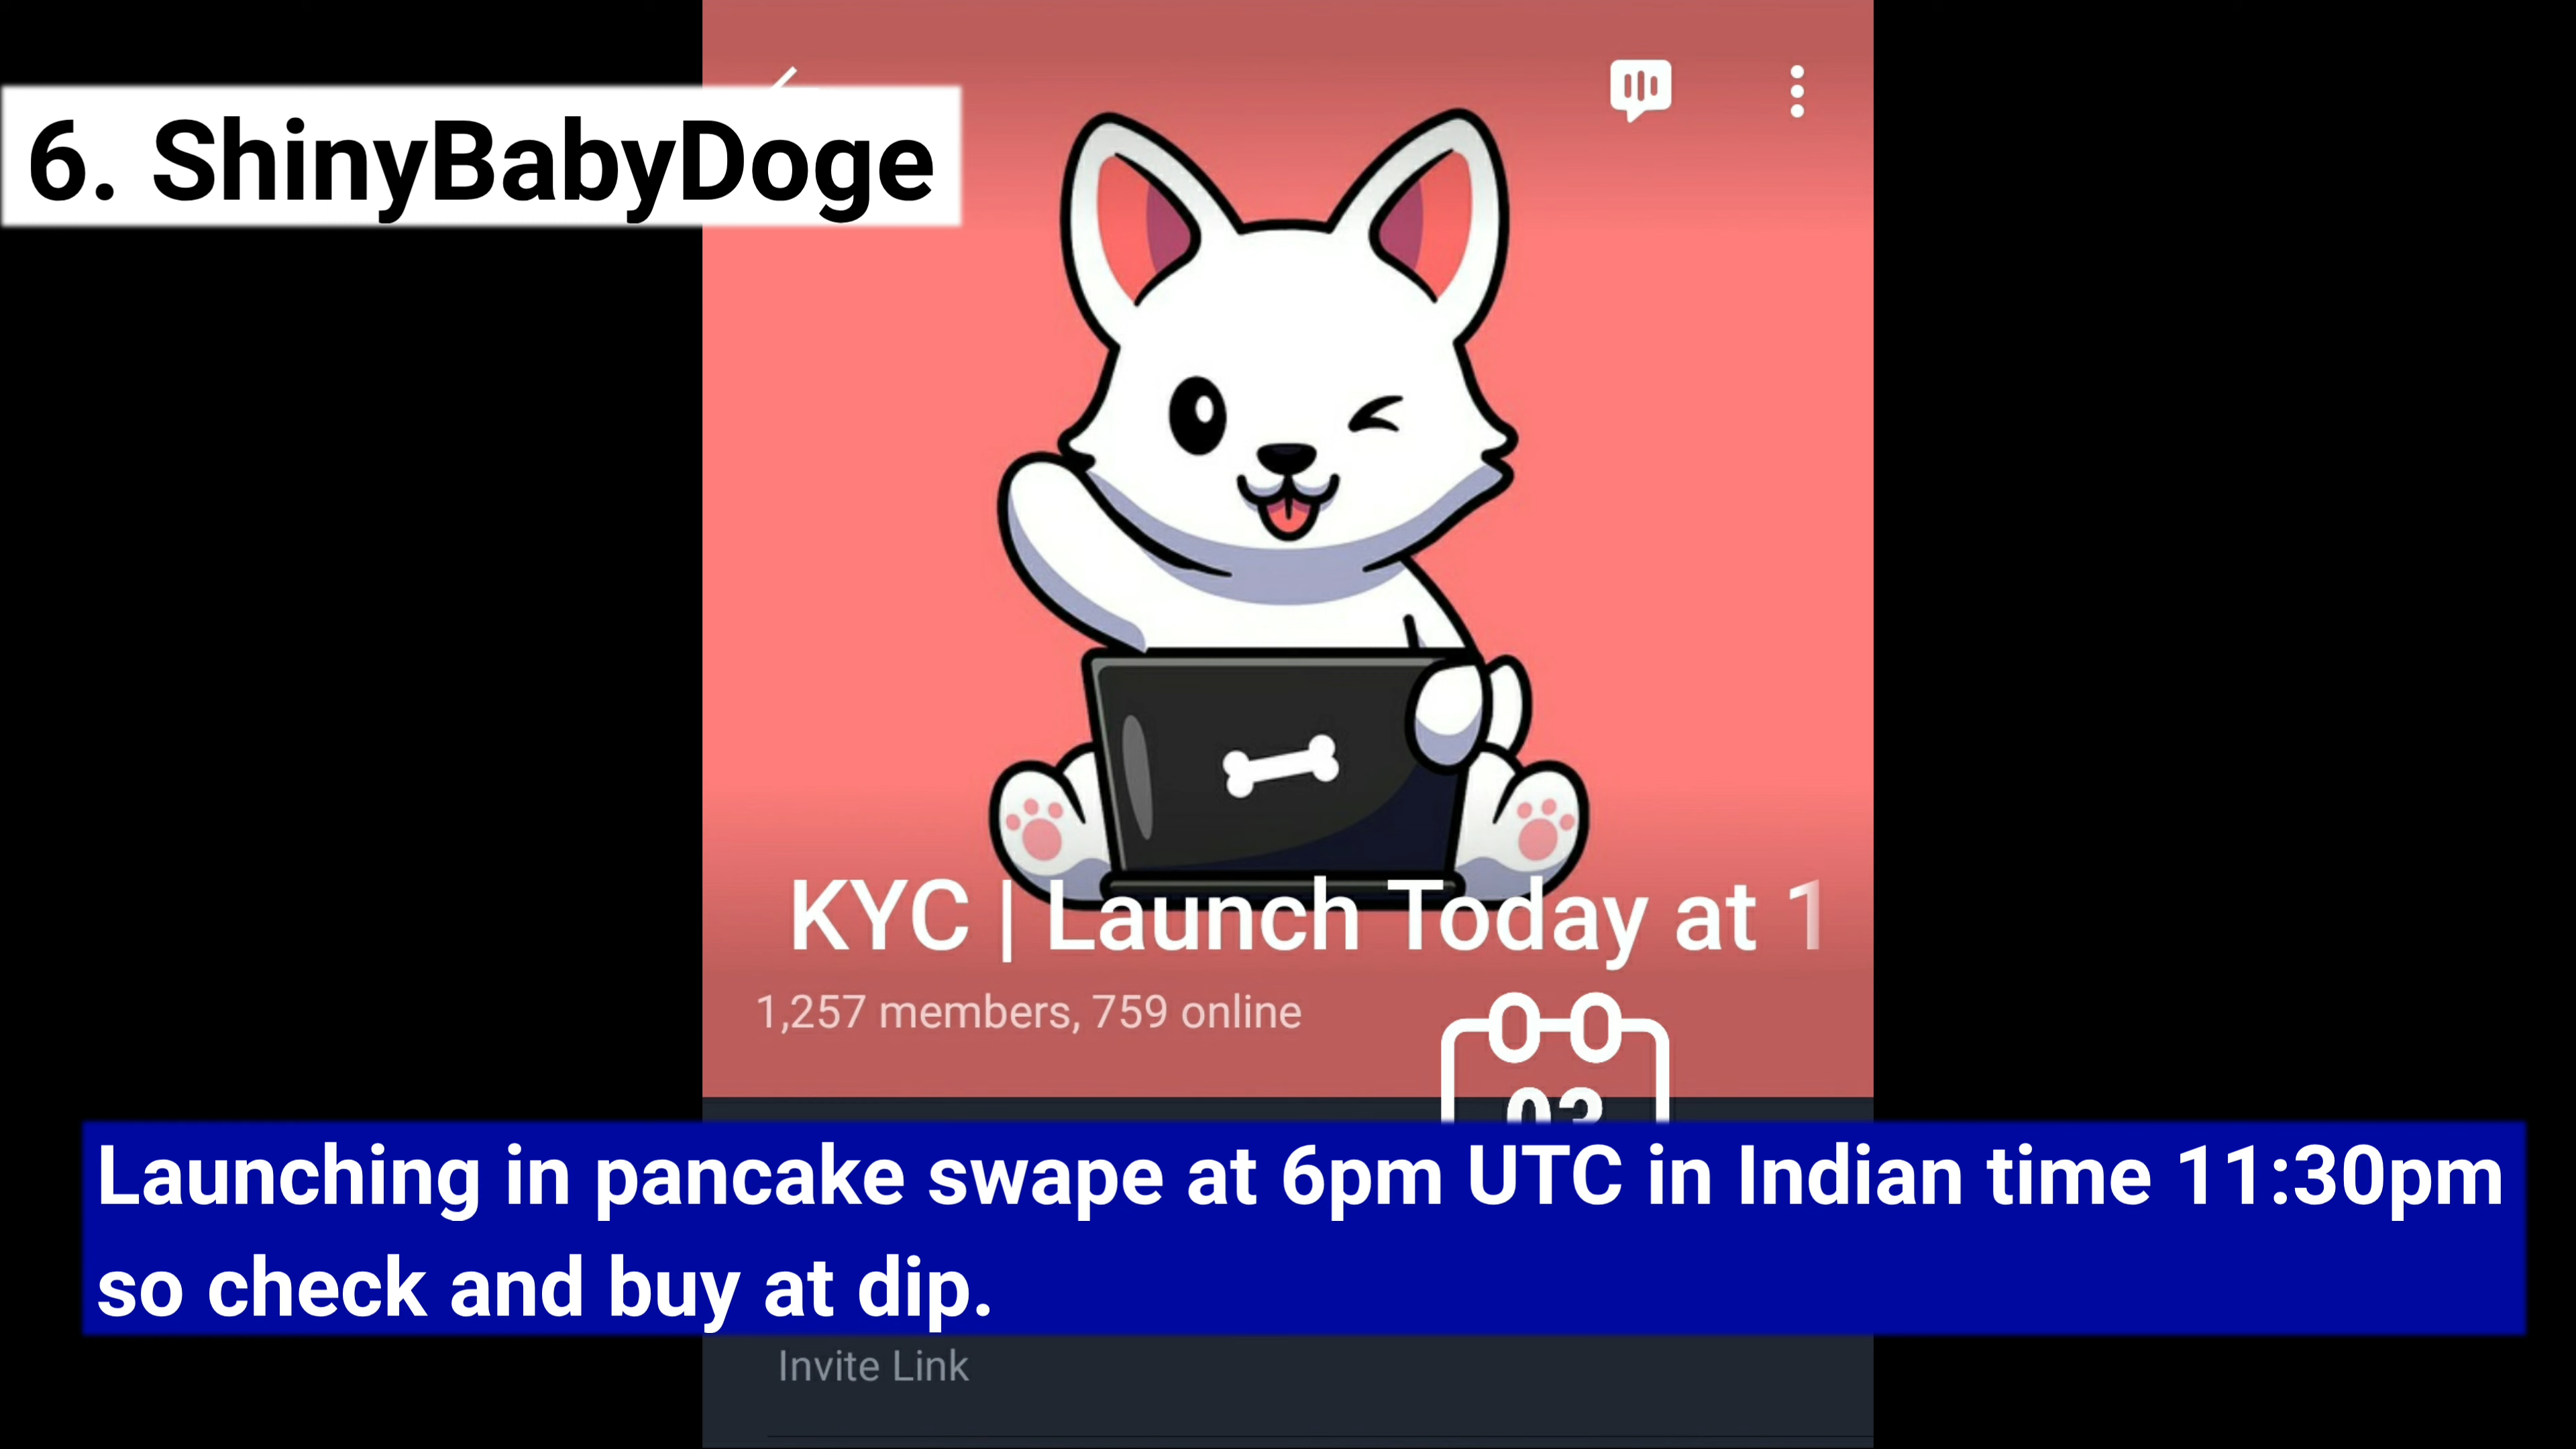 6. ShinyBabyDoge
KYC | Launch Today at 1
1,257 members, 759 online
03
Launching in pancake swape at 6pm UTC in Indian time 11:30pm
so check and buy at dip.
Invite Link